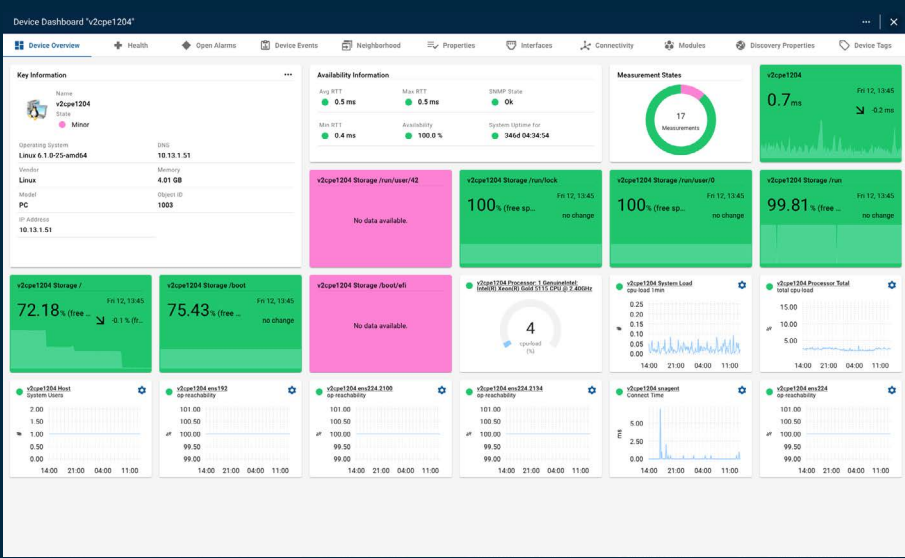 Device Dashboard "v2cpe1204"
Device Overview
Health
Open Alarms
Device Events
Neighborhood
Properties
Interfaces
Connectivity
Modules
Discovery Properties
Device Tags
Key Information
Name
v2cpe1204
State
Minor
Operating System
Linux 6.1.0-25-amd64
DNS
10.13.1.51
Vendor
Linux
Memory
4.01 GB
Model
PC
Object ID
1003
IP Address
10.13.1.51
Availability Information
Avg RTT
0.5 ms
Max RTT
0.5 ms
SNMP State
Ok
Min RTT
0.4 ms
Availability
100.0 %
System Uptime for
346d 04:34:54
Measurement States
17
Measurements
v2cpe1204
0.7 ms
Fri 12, 13:45
-0.2 ms
v2cpe1204 Storage /run/user/42
No data available.
v2cpe1204 Storage /run/lock
100% (free sp...
Fri 12, 13:45
no change
v2cpe1204 Storage /run/user/0
100% (free sp...
Fri 12, 13:45
no change
v2cpe1204 Storage /run
99.81% (free ...
Fri 12, 13:45
no change
v2cpe1204 Storage /
72.18% (free ...
Fri 12, 13:45
-0.1 % (fr...
v2cpe1204 Storage /boot
75.43% (free ...
Fri 12, 13:45
no change
v2cpe1204 Storage /boot/efi
No data available.
v2cpe1204 Processor: 1 GenuineIntel:
Intel(R) Xeon(R) Gold 5115 CPU @ 2.40GHz
4
cpu-load
(%)
v2cpe1204 System Load
cpu-load 1min
0.25
0.20
0.15
0.10
0.05
0.00
#
14:00 21:00 04:00 11:00
v2cpe1204 Processor Total
total cpu-load
15.00
10.00
5.00
%
14:00 21:00 04:00 11:00
v2cpe1204 Host
System Users
2.00
1.50
1.00
0.50
0.00
#
14:00 21:00 04:00 11:00
v2cpe1204 ens192
op-reachability
101.00
100.50
100.00
99.50
99.00
%
14:00 21:00 04:00 11:00
v2cpe1204 ens224.2100
op-reachability
101.00
100.50
100.00
99.50
99.00
%
14:00 21:00 04:00 11:00
v2cpe1204 ens224.2134
op-reachability
101.00
100.50
100.00
99.50
99.00
%
14:00 21:00 04:00 11:00
v2cpe1204 snagent
Connect Time
5.00
2.50
0.00
ms
14:00 21:00 04:00 11:00
v2cpe1204 ens224
op-reachability
101.00
100.50
100.00
99.50
99.00
%
14:00 21:00 04:00 11:00